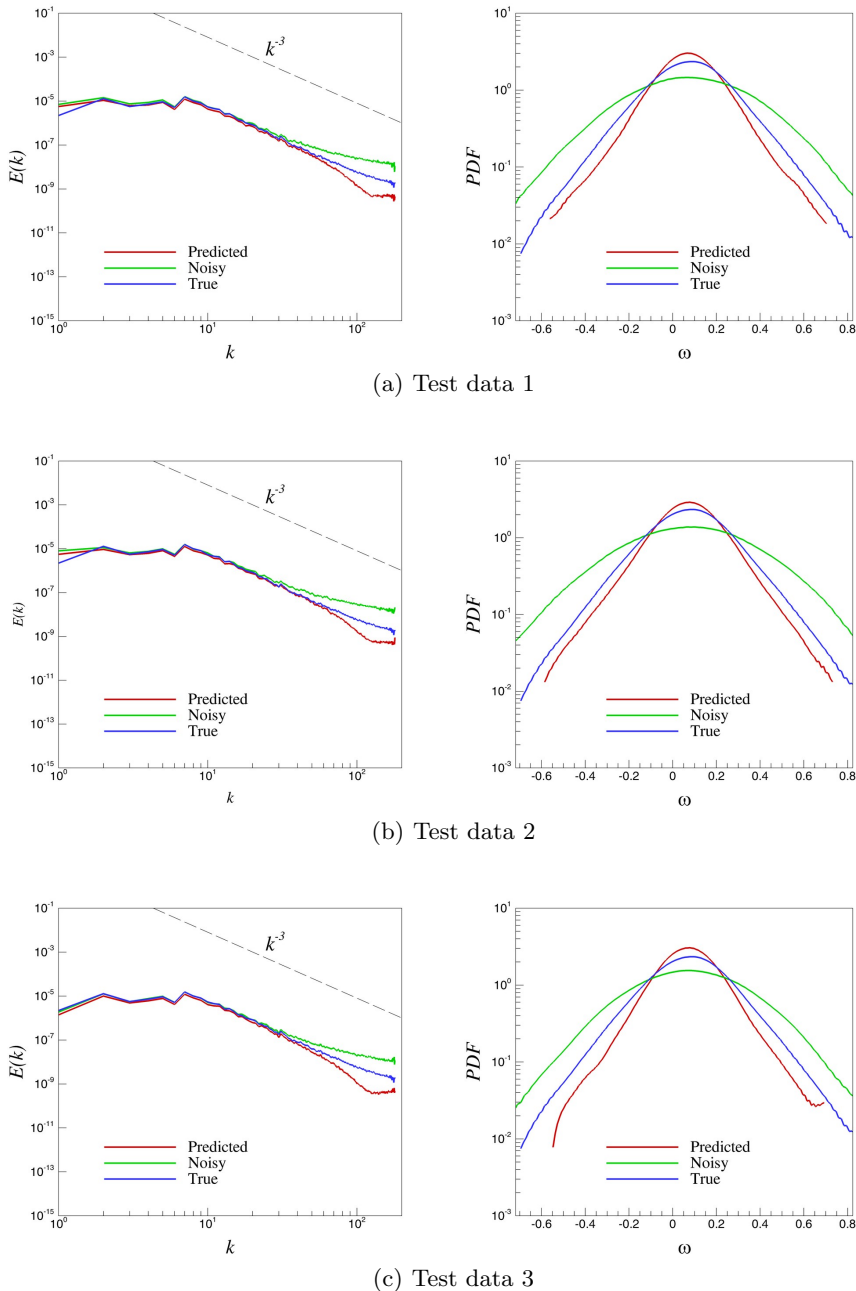 10^-1
10^-3
10^-5
10^-7
10^-9
10^-11
10^-13
10^-15
E(k)
k^-3
Predicted
Noisy
True
10^0
10^1
10^2
k
10^1
10^0
10^-1
10^-2
10^-3
PDF
Predicted
Noisy
True
-0.6
-0.4
-0.2
0
0.2
0.4
0.6
0.8
ω
(a) Test data 1
10^-1
10^-3
10^-5
10^-7
10^-9
10^-11
10^-13
10^-15
E(k)
k^-3
Predicted
Noisy
True
10^0
10^1
10^2
k
10^1
10^0
10^-1
10^-2
10^-3
PDF
Predicted
Noisy
True
-0.6
-0.4
-0.2
0
0.2
0.4
0.6
0.8
ω
(b) Test data 2
10^-1
10^-3
10^-5
10^-7
10^-9
10^-11
10^-13
10^-15
E(k)
k^-3
Predicted
Noisy
True
10^0
10^1
10^2
k
10^1
10^0
10^-1
10^-2
10^-3
PDF
Predicted
Noisy
True
-0.6
-0.4
-0.2
0
0.2
0.4
0.6
0.8
ω
(c) Test data 3